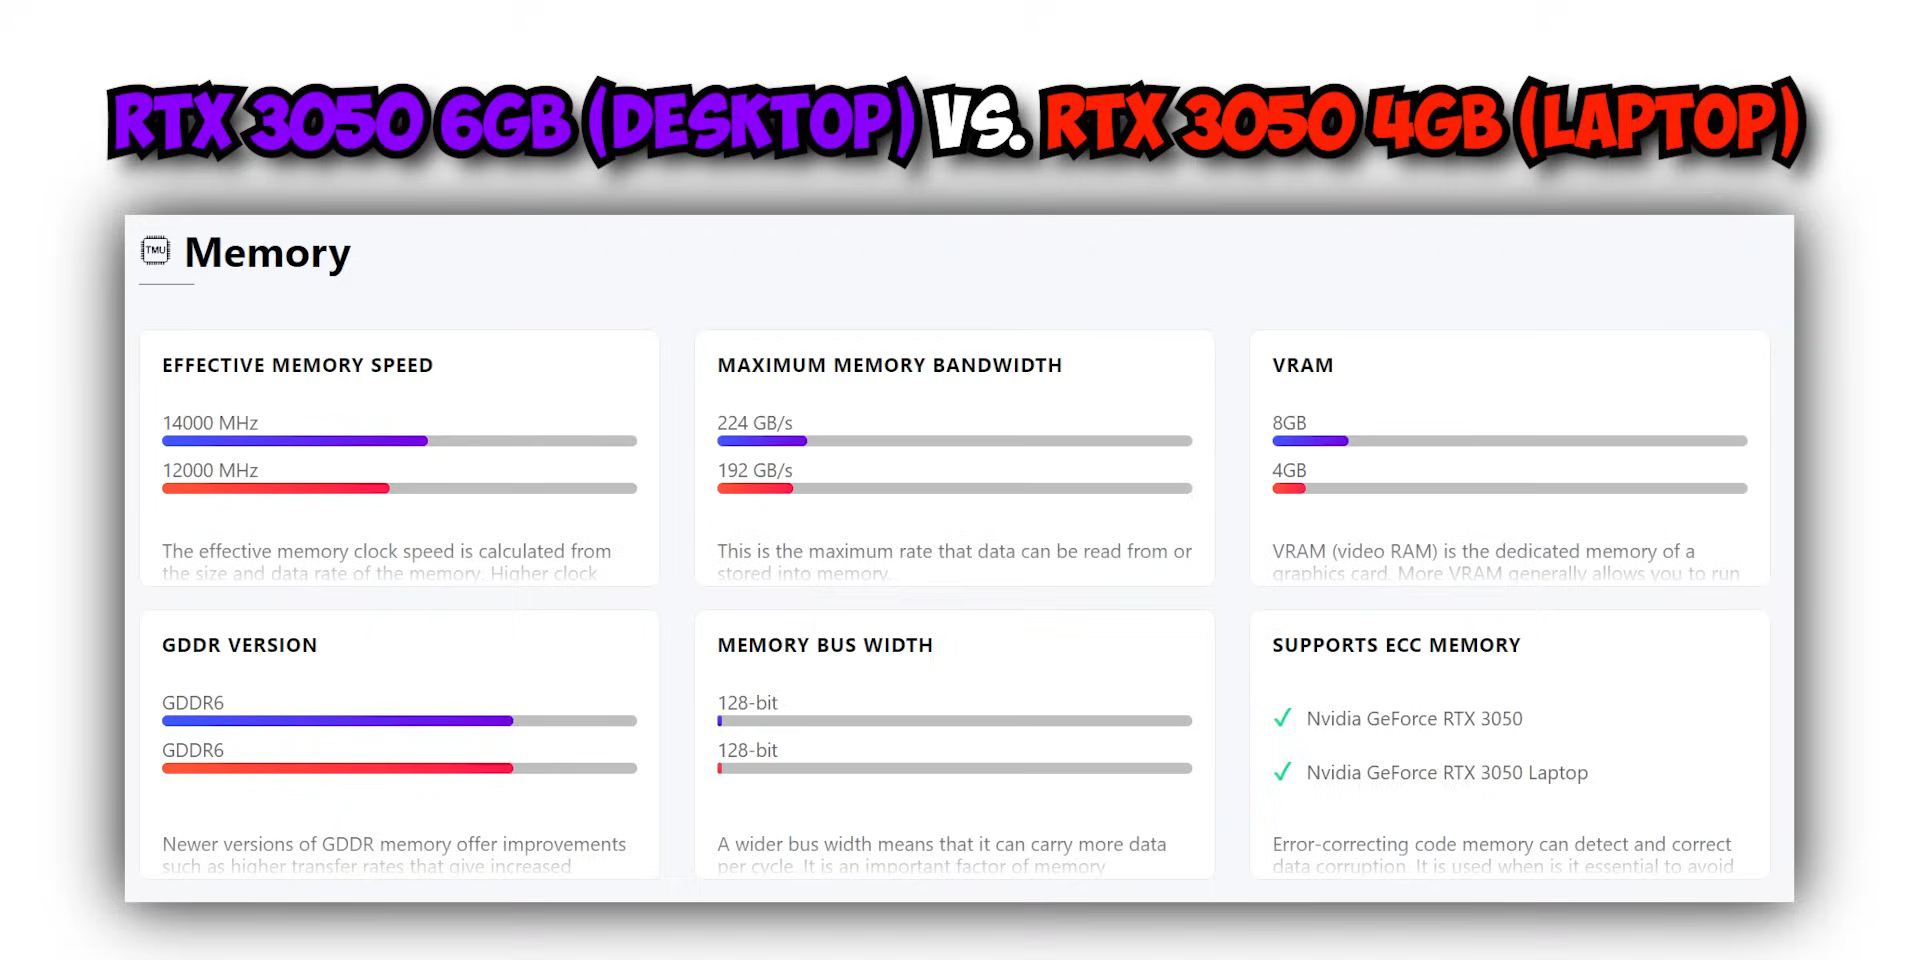 RTX 3050 6GB (DESKTOP) VS. RTX 3050 4GB (LAPTOP)
TMU
Memory
EFFECTIVE MEMORY SPEED
14000 MHz
12000 MHz
The effective memory clock speed is calculated from
the size and data rate of the memory. Higher clock
MAXIMUM MEMORY BANDWIDTH
224 GB/s
192 GB/s
This is the maximum rate that data can be read from or
stored into memory.
VRAM
8GB
4GB
VRAM (video RAM) is the dedicated memory of a
graphics card. More VRAM generally allows you to run
GDDR VERSION
GDDR6
GDDR6
Newer versions of GDDR memory offer improvements
such as higher transfer rates that give increased
MEMORY BUS WIDTH
128-bit
128-bit
A wider bus width means that it can carry more data
per cycle. It is an important factor of memory
SUPPORTS ECC MEMORY
Nvidia GeForce RTX 3050
Nvidia GeForce RTX 3050 Laptop
Error-correcting code memory can detect and correct
data corruption. It is used when is it essential to avoid